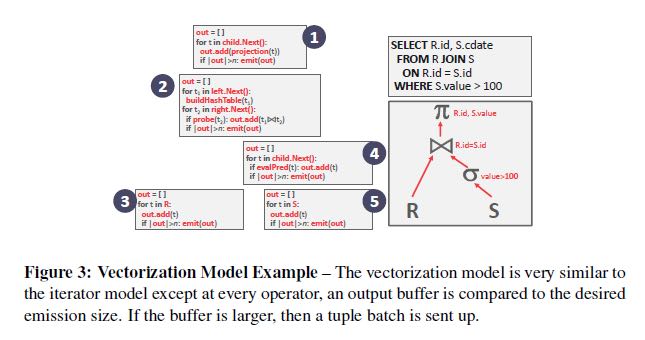 out = [ ]
for t in child.Next():
out.add(projection(t))
if |out|>n: emit(out)
1
2
out = [ ]
for t₁ in left.Next():
buildHashTable(t₁)
for t₂ in right.Next():
if probe(t₂): out.add(t₁⋈t₂)
if |out|>n: emit(out)
out = [ ]
for t in child.Next():
if evalPred(t): out.add(t)
if |out|>n: emit(out)
4
3
out = [ ]
for t in R:
out.add(t)
if |out|>n: emit(out)
out = [ ]
for t in S:
out.add(t)
if |out|>n: emit(out)
5
SELECT R.id, S.cdate
FROM R JOIN S
ON R.id = S.id
WHERE S.value > 100
π R.id, S.value
⋈ R.id=S.id
σ value>100
R S
Figure 3: Vectorization Model Example – The vectorization model is very similar to
the iterator model except at every operator, an output buffer is compared to the desired
emission size. If the buffer is larger, then a tuple batch is sent up.